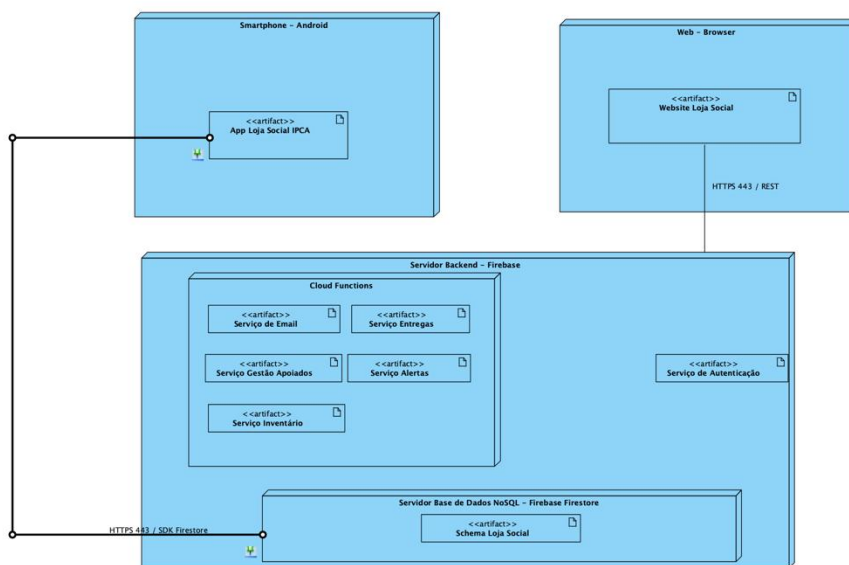 Smartphone - Android
<<artifact>>
App Loja Social IPCA
Web - Browser
<<artifact>>
Website Loja Social
HTTPS 443 / REST
Servidor Backend - Firebase
Cloud Functions
<<artifact>>
Serviço de Email
<<artifact>>
Serviço Entregas
<<artifact>>
Serviço Gestão Apoiados
<<artifact>>
Serviço Alertas
<<artifact>>
Serviço de Autenticação
<<artifact>>
Serviço Inventário
Servidor Base de Dados NoSQL - Firebase Firestore
<<artifact>>
Schema Loja Social
HTTPS 443 / SDK Firestore